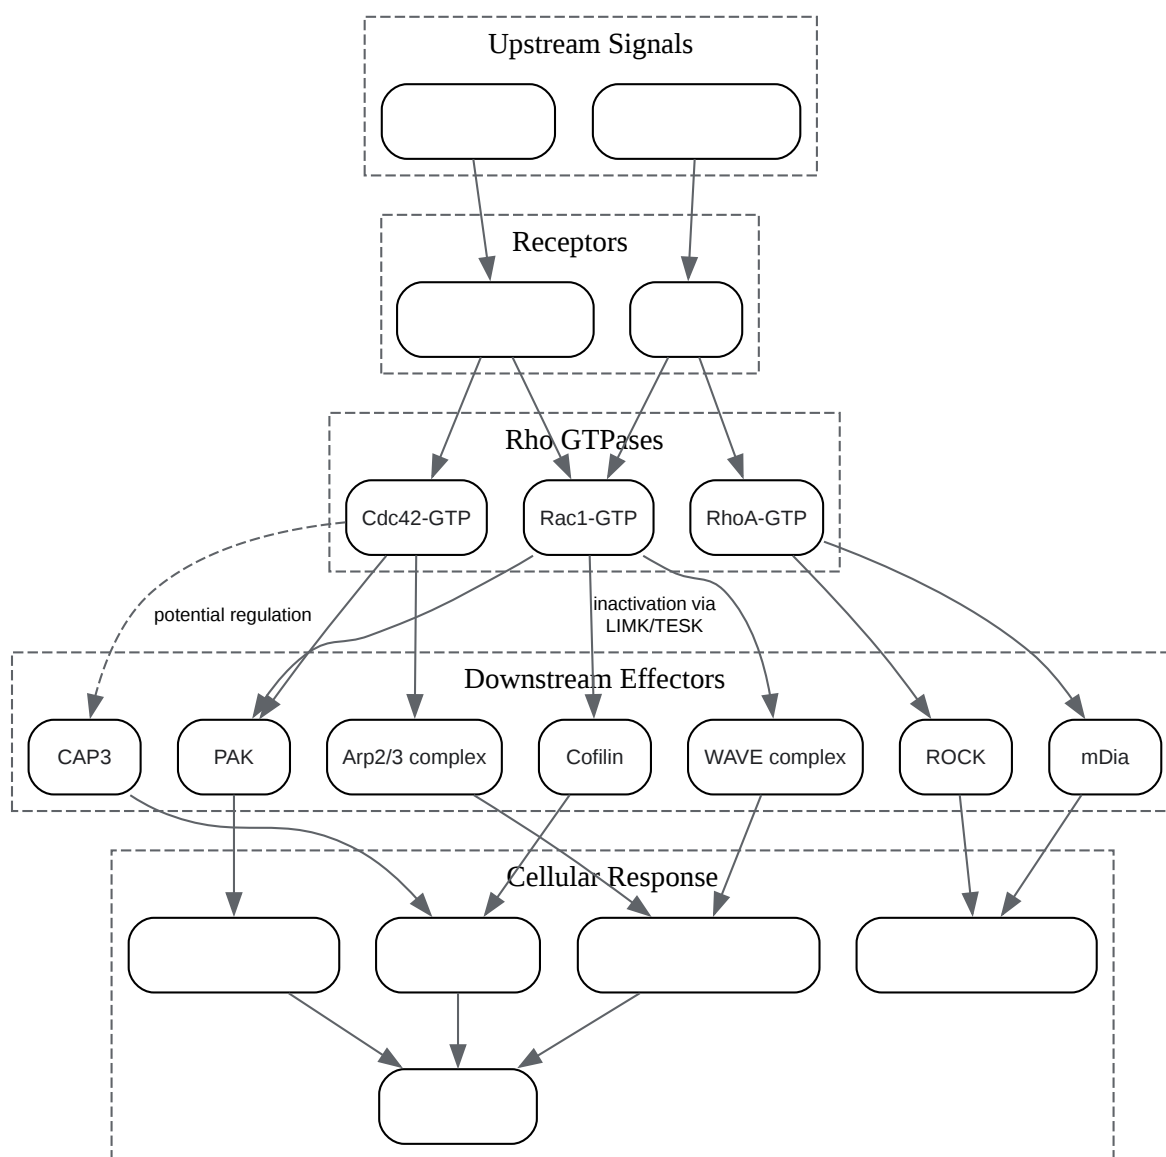 Upstream Signals
Receptors
Rho GTPases
Cdc42-GTP
Rac1-GTP
RhoA-GTP
potential regulation
inactivation via
LIMK/TESK
Downstream Effectors
CAP3
PAK
Arp2/3 complex
Cofilin
WAVE complex
ROCK
mDia
Cellular Response